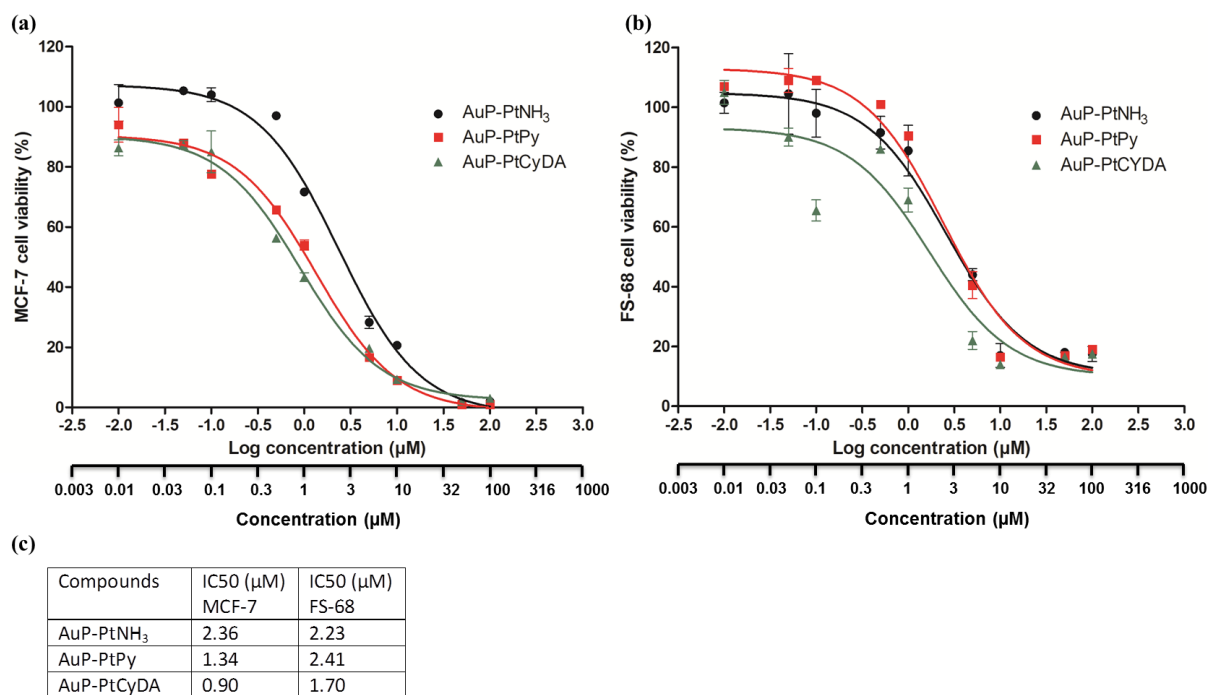 (a)
120
100
80
60
40
20
0
MCF-7 cell viability (%)
AuP-PtNH₃
AuP-PtPy
AuP-PtCyDA
-2.5 -2.0 -1.5 -1.0 -0.5 0.0 0.5 1.0 1.5 2.0 2.5 3.0
Log concentration (µM)
0.003 0.01 0.03 0.1 0.3 1 3 10 32 100 316 1000
Concentration (µM)
(b)
120
100
80
60
40
20
0
FS-68 cell viability (%)
AuP-PtNH₃
AuP-PtPy
AuP-PtCYDA
-2.5 -2.0 -1.5 -1.0 -0.5 0.0 0.5 1.0 1.5 2.0 2.5 3.0
Log concentration (µM)
0.003 0.01 0.03 0.1 0.3 1 3 10 32 100 316 1000
Concentration (µM)
(c)
Compounds IC50 (µM) IC50 (µM)
MCF-7 FS-68
AuP-PtNH₃ 2.36 2.23
AuP-PtPy 1.34 2.41
AuP-PtCyDA 0.90 1.70